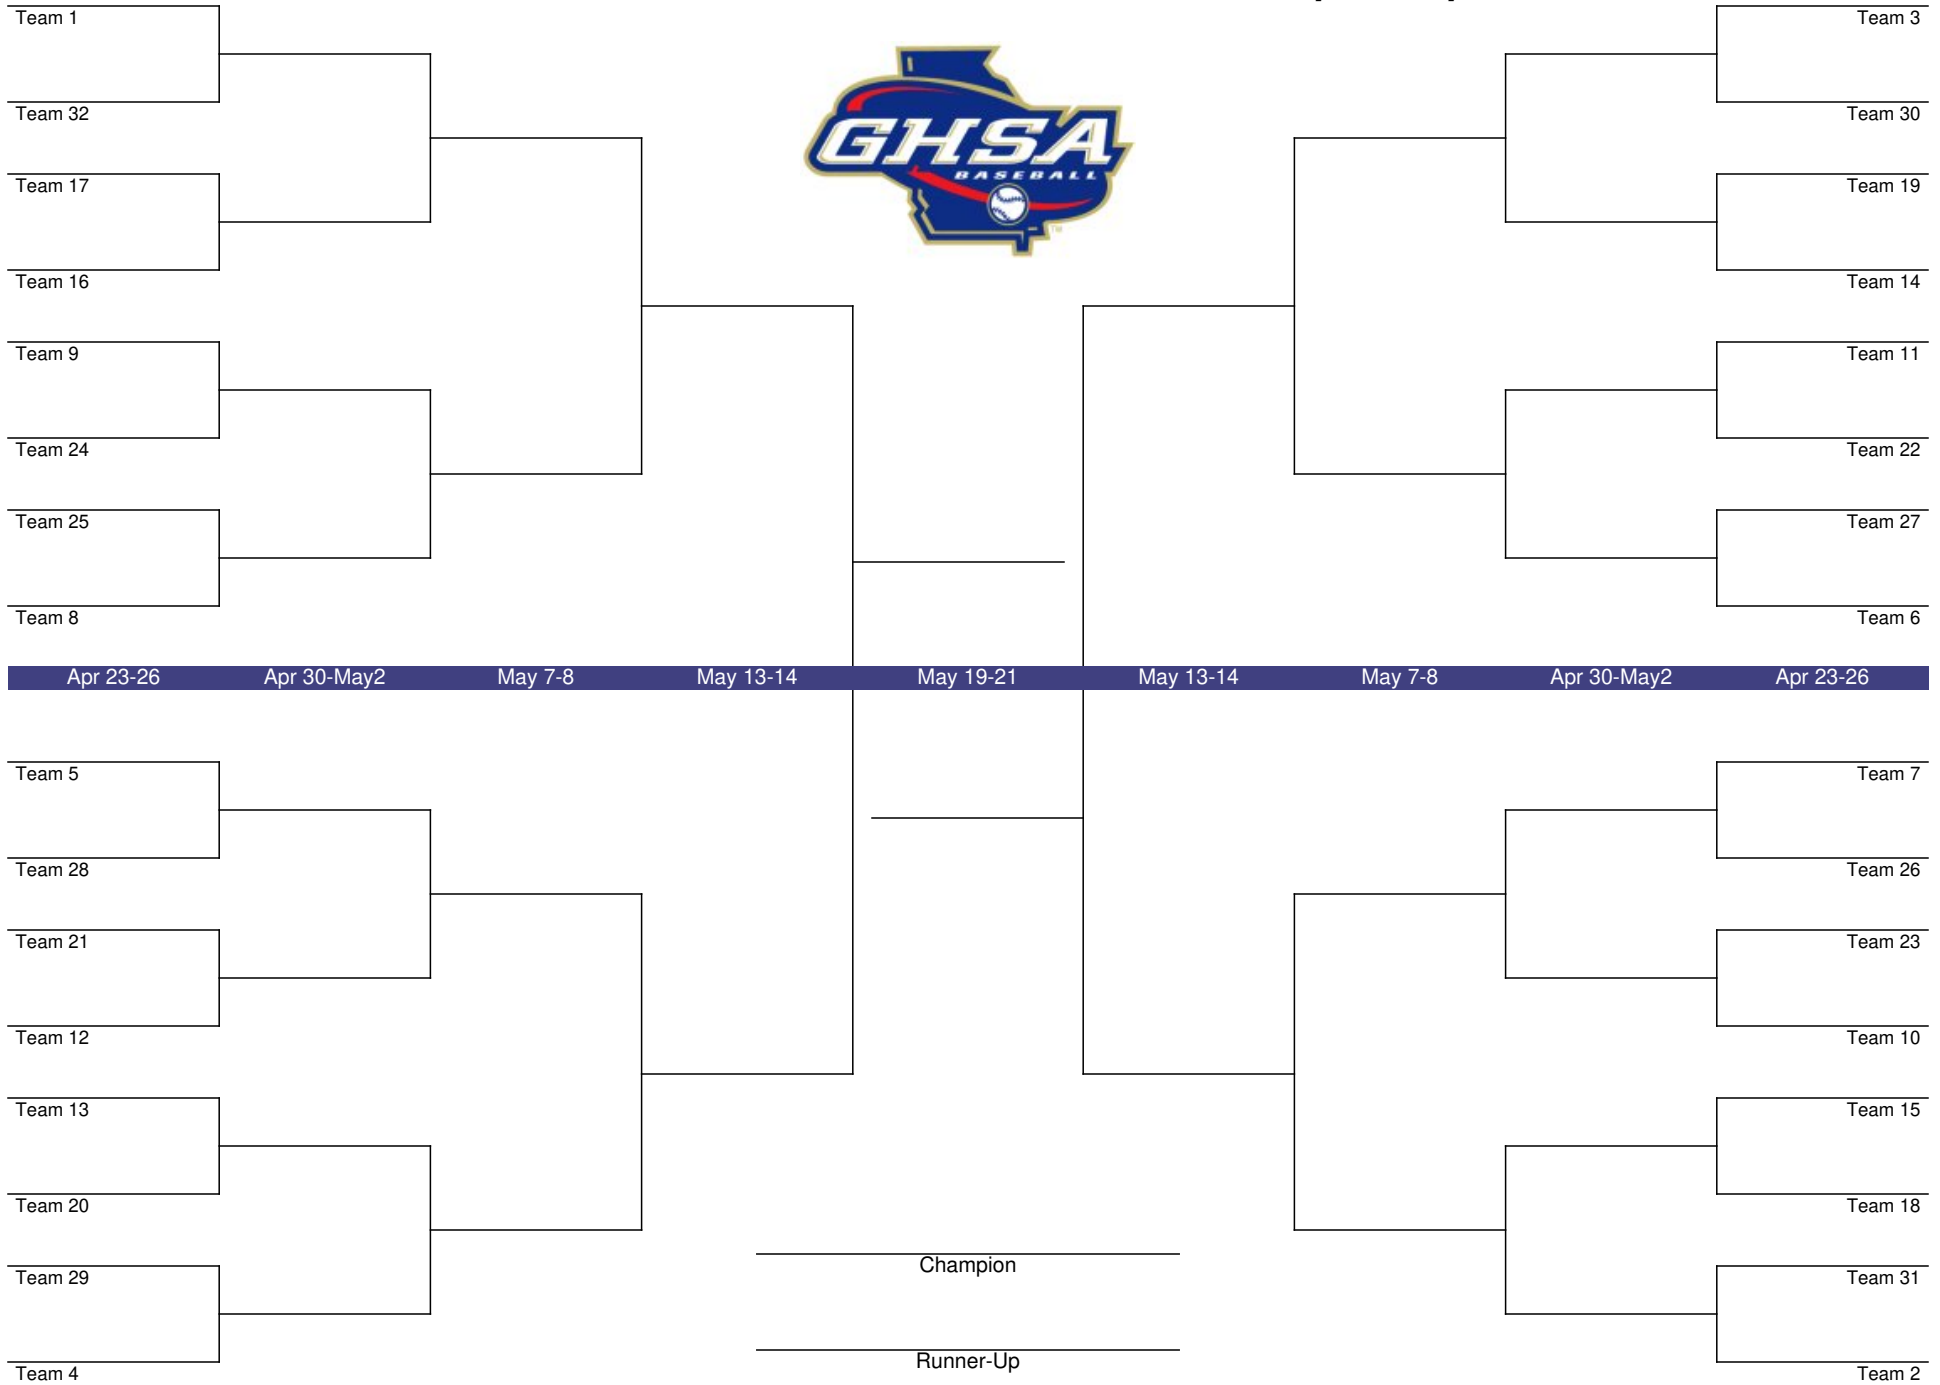 Team 1
Team 3
Team 32
Team 30
Team 17
Team 19
GHSA
BASEBALL
TM
Team 16
Team 14
Team 9
Team 11
Team 24
Team 22
Team 25
Team 27
Team 8
Team 6
Apr 23-26 Apr 30-May2 May 7-8 May 13-14 May 19-21 May 13-14 May 7-8 Apr 30-May2 Apr 23-26
Team 5
Team 7
Team 28
Team 26
Team 21
Team 23
Team 12
Team 10
Team 13
Team 15
Team 20
Team 18
Champion
Team 29
Team 31
Runner-Up
Team 4
Team 2